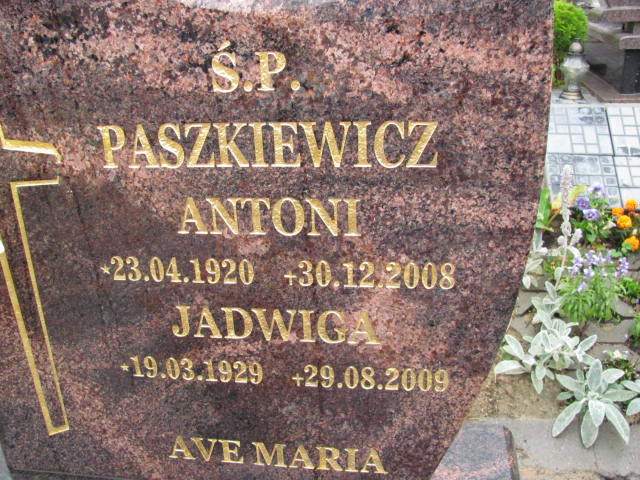 Ś.P.
PASZKIEWICZ
ANTONI
*23.04.1920 +30.12.2008
JADWIGA
*19.03.1929 +29.08.2009
AVE MARIA